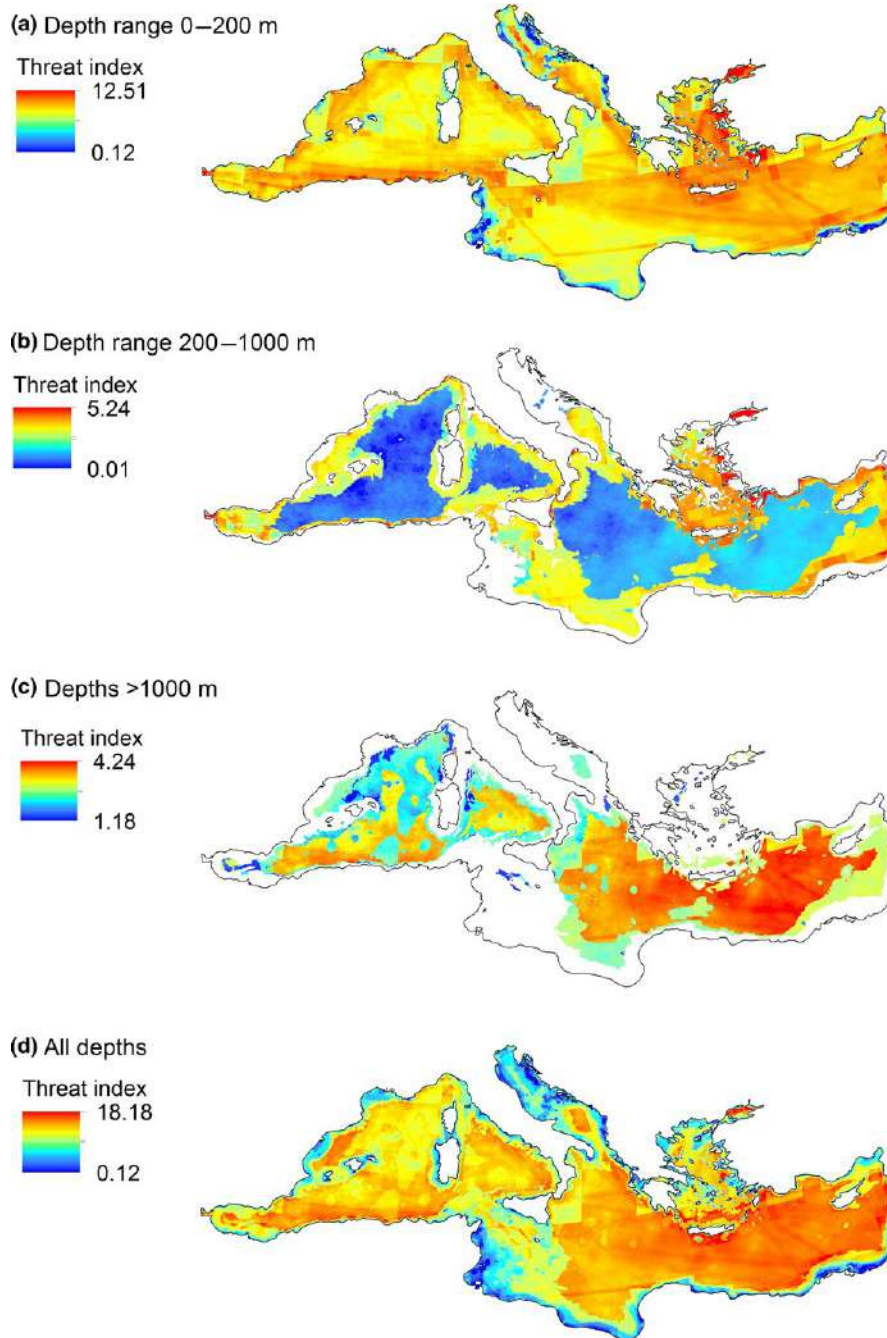 (a) Depth range 0–200 m
Threat index
12.51
0.12
(b) Depth range 200–1000 m
Threat index
5.24
0.01
(c) Depths >1000 m
Threat index
4.24
1.18
(d) All depths
Threat index
18.18
0.12